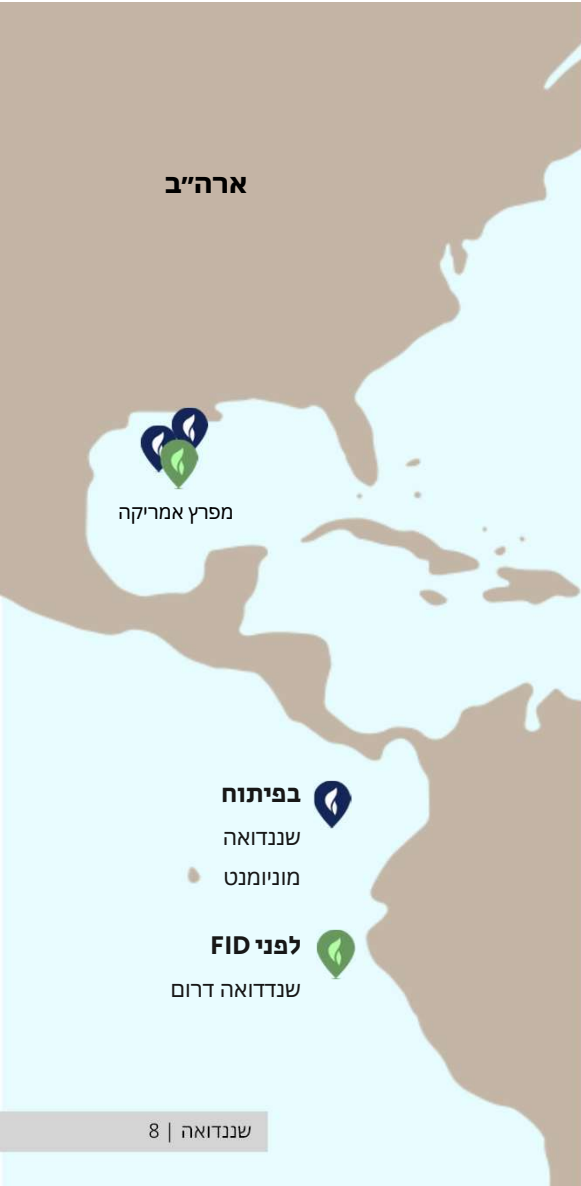 ארה״ב
מפרץ אמריקה
בפיתוח
שננדואה
מוניומנט
לפני FID
שנדדואה דרום
שננדואה | 8